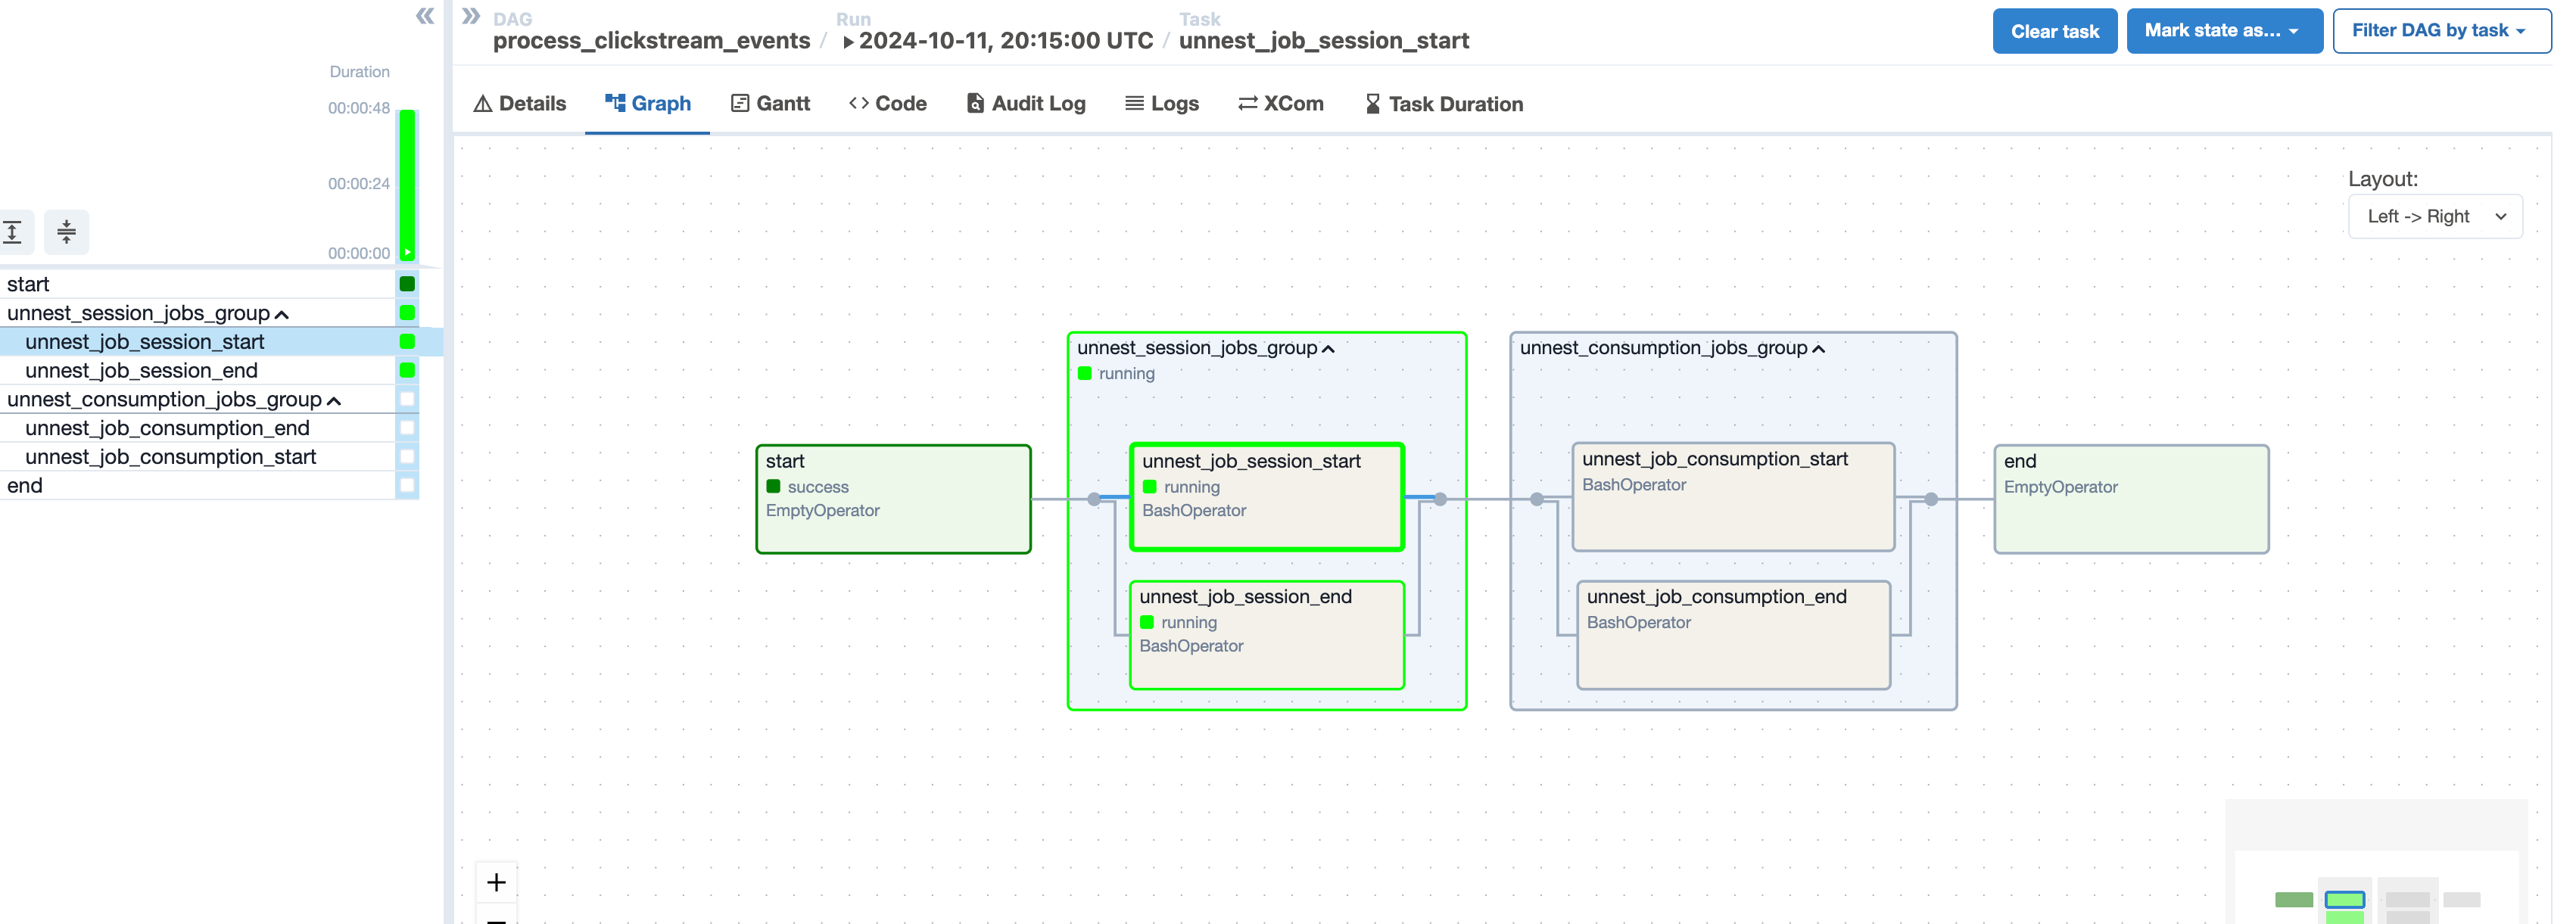 DAG
process_clickstream_events / 
Run
2024-10-11, 20:15:00 UTC /
Task
unnest_job_session_start
Clear task
Mark state as...
Filter DAG by task
Details
Graph
Gantt
Code
Audit Log
Logs
XCom
Task Duration
Duration
00:00:48
00:00:24
00:00:00
start
unnest_session_jobs_group
unnest_job_session_start
unnest_job_session_end
unnest_consumption_jobs_group
unnest_job_consumption_end
unnest_job_consumption_start
end
Layout:
Left -> Right
start
success
EmptyOperator
unnest_session_jobs_group
running
unnest_job_session_start
running
BashOperator
unnest_job_session_end
running
BashOperator
unnest_consumption_jobs_group
unnest_job_consumption_start
BashOperator
unnest_job_consumption_end
BashOperator
end
EmptyOperator